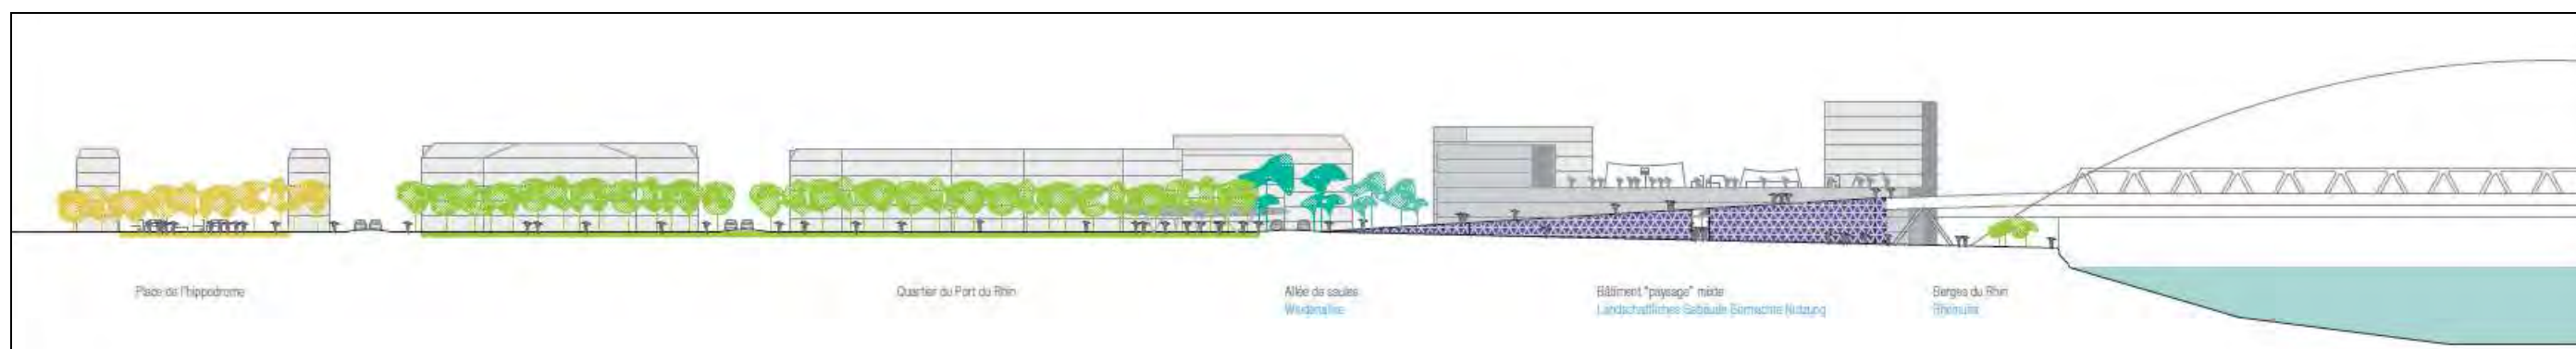 Place de l'hippodrome
Quartier du Port du Rhin
Allée de saules
Weidenallee
Bâtiment "paysage" mixte
Landschaftliches Gebäude Gemischte Nutzung
Berges du Rhin
Rheinufer